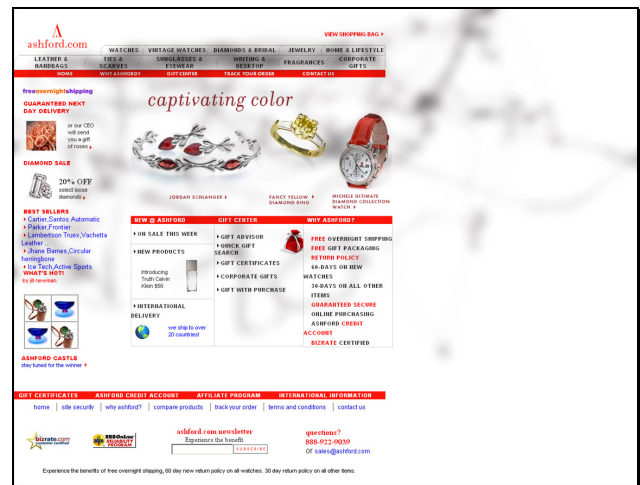 VIEW SHOPPING BAG
ashford.com
WATCHES VINTAGE WATCHES DIAMONDS & BRIDAL JEWELRY HOME & LIFESTYLE
LEATHER & HANDBAGS TIES & SCARVES SUNGLASSES & EYEWEAR WRITING & DESKTOP FRAGRANCES CORPORATE GIFTS
HOME WHY ASHFORD? GIFT CENTER TRACK YOUR ORDER CONTACT US
freeovernightshipping
GUARANTEED NEXT
DAY DELIVERY
or our CEO
will send
you a gift
of roses
DIAMOND SALE
20% OFF
select loose
diamonds
BEST SELLERS
Cartier,Santos Automatic
Parker,Frontier
Lambertson Truex,Vachetta
Leather ...
Jhane Barnes,Circular
herringbone
Ice Tech,Active Sports
WHAT'S HOT!
by jill newman
ASHFORD CASTLE
stay tuned for the winner
captivating color
JORDAN SCHLANGER
FANCY YELLOW
DIAMOND RING
MICHELE ULTIMATE
DIAMOND COLLECTION
WATCH
NEW @ ASHFORD
ON SALE THIS WEEK
NEW PRODUCTS
Introducing
Truth Calvin
Klein $56
INTERNATIONAL
DELIVERY
we ship to over
20 countries!
GIFT CENTER
GIFT ADVISOR
QUICK GIFT
SEARCH
GIFT CERTIFICATES
CORPORATE GIFTS
GIFT WITH PURCHASE
WHY ASHFORD?
FREE OVERNIGHT SHIPPING
FREE GIFT PACKAGING
RETURN POLICY
60-DAYS ON NEW
WATCHES
30-DAYS ON ALL OTHER
ITEMS
GUARANTEED SECURE
ONLINE PURCHASING
ASHFORD CREDIT
ACCOUNT
BIZRATE CERTIFIED
GIFT CERTIFICATES ASHFORD CREDIT ACCOUNT AFFILIATE PROGRAM INTERNATIONAL INFORMATION
home site security why ashford? compare products track your order terms and conditions contact us
bizrate.com
customer certified
BBBOnLine
RELIABILITY
PROGRAM
ashford.com newsletter
Experience the benefit
SUBSCRIBE
questions?
888-922-9039
or sales@ashford.com
Experience the benefits of free overnight shipping, 60 day new return policy on all watches. 30 day return policy on all other items.